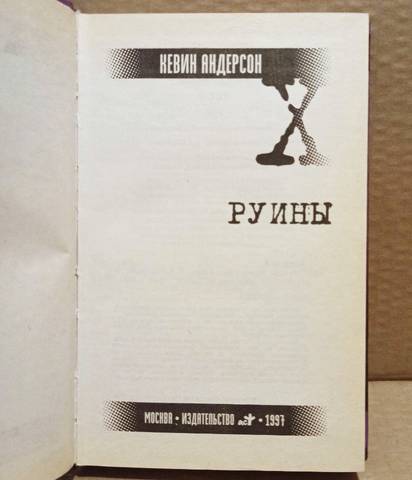 КЕВИН АНДЕРСОН
X
РУИНЫ
МОСКВА • ИЗДАТЕЛЬСТВО АСТ • 1997